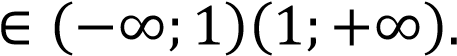 ∈ (−∞; 1)(1; +∞).